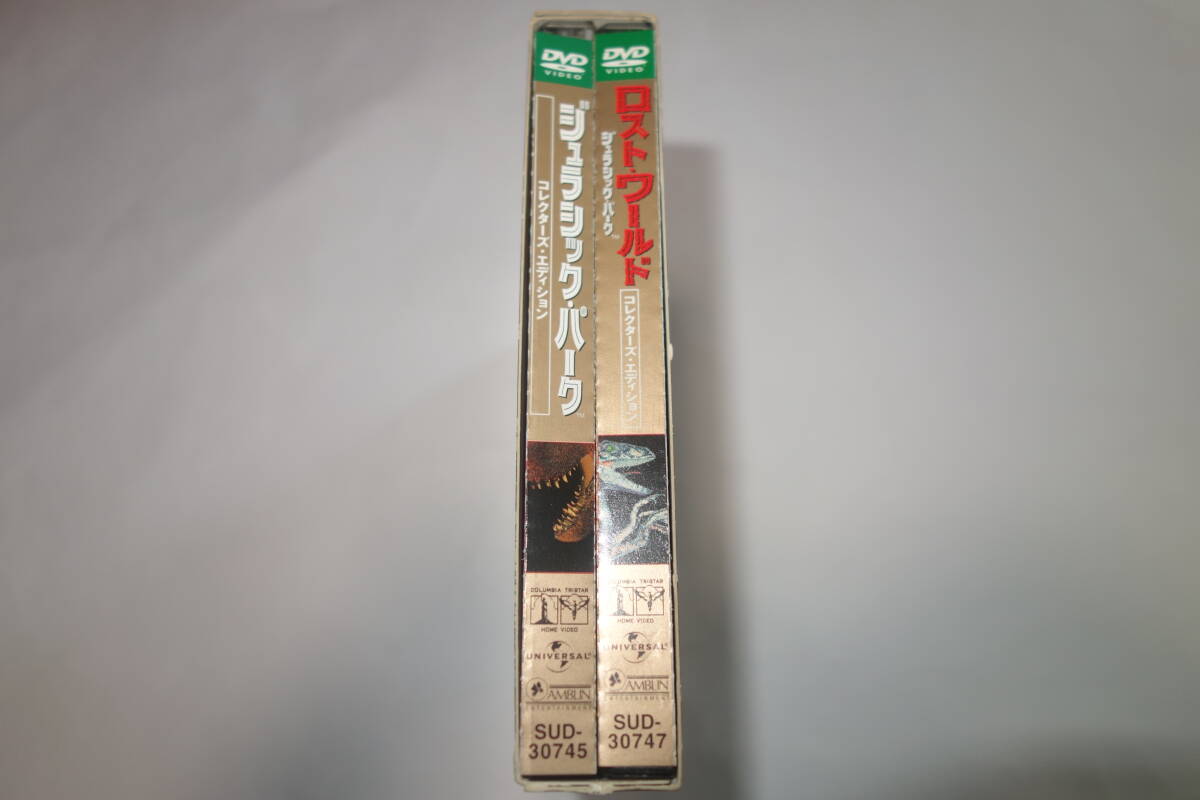 DVD
VIDEO
ジュラシック・パーク
TM
コレクターズ・エディション
COLUMBIA TRISTAR
HOME VIDEO
UNIVERSAL
AMBLIN
ENTERTAINMENT
SUD-
30745
DVD
VIDEO
ロスト・ワールド
ジュラシック・パーク
TM
コレクターズ・エディション
COLUMBIA TRISTAR
HOME VIDEO
UNIVERSAL
AMBLIN
ENTERTAINMENT
SUD-
30747